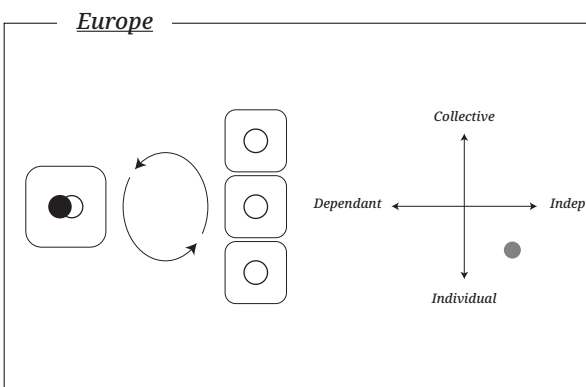 Europe
Collective
Dependant
Indep
Individual